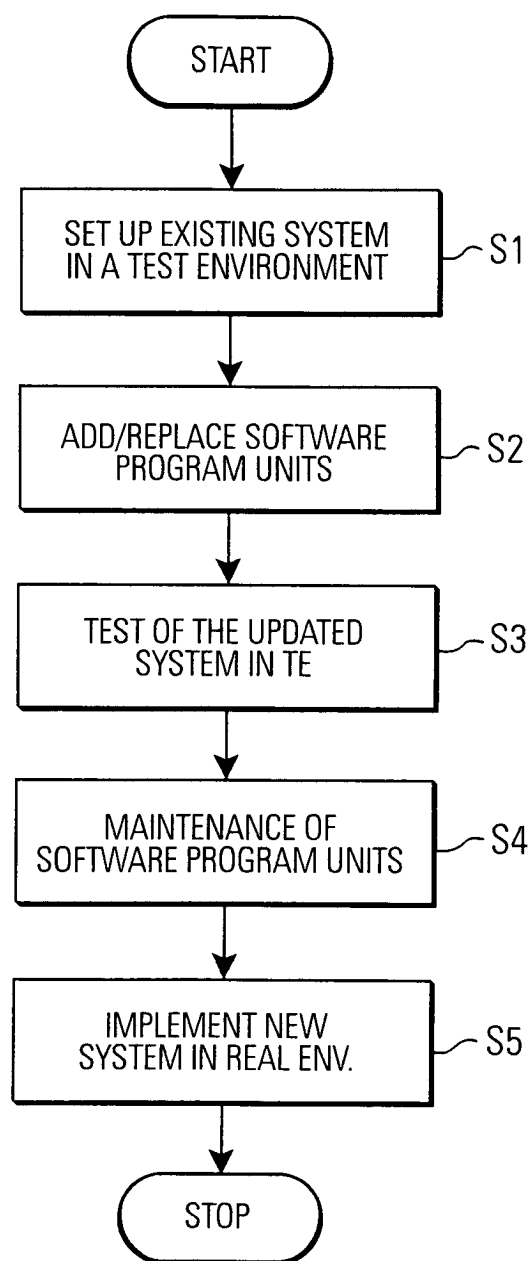 START
SET UP EXISTING SYSTEM
IN A TEST ENVIRONMENT
S1
ADD/REPLACE SOFTWARE
PROGRAM UNITS
S2
TEST OF THE UPDATED
SYSTEM IN TE
S3
MAINTENANCE OF
SOFTWARE PROGRAM UNITS
S4
IMPLEMENT NEW
SYSTEM IN REAL ENV.
S5
STOP